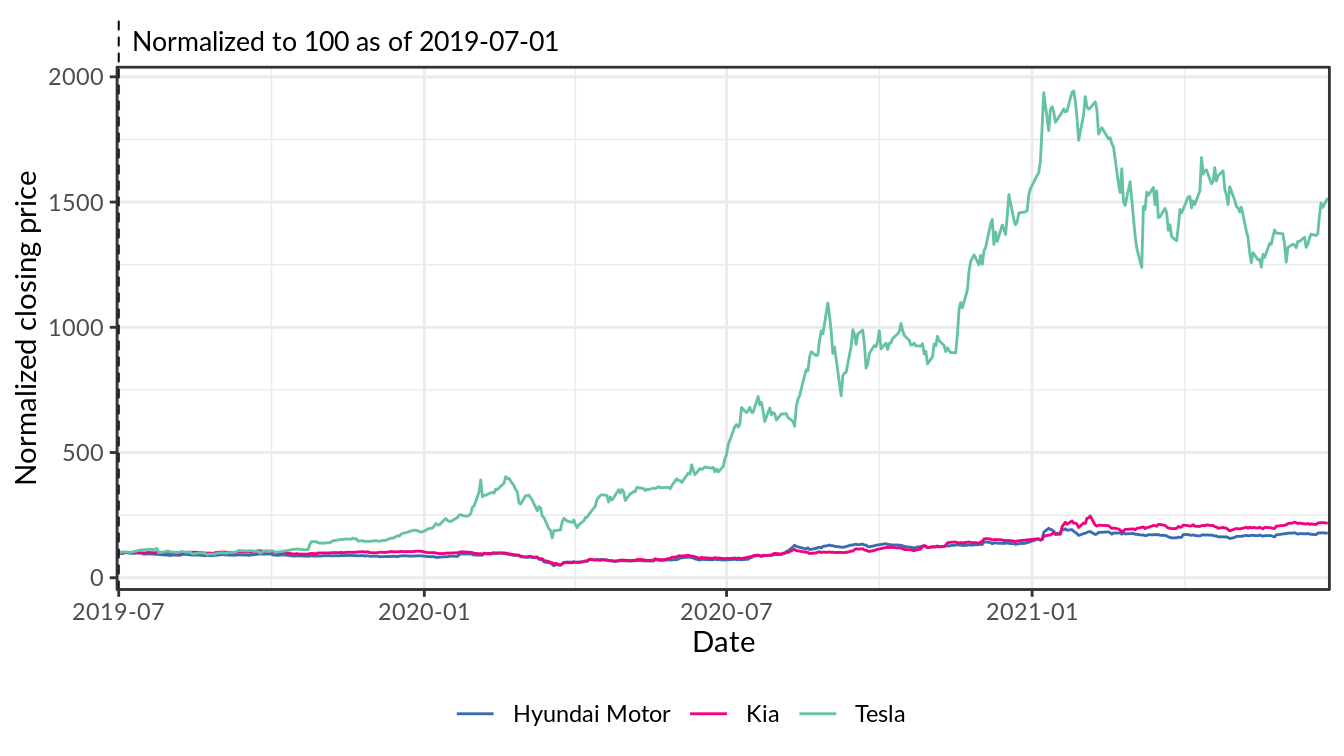 Normalized to 100 as of 2019-07-01
Normalized closing price
2000
1500
1000
500
0
2019-07 2020-01 2020-07 2021-01
Date
Hyundai Motor Kia Tesla